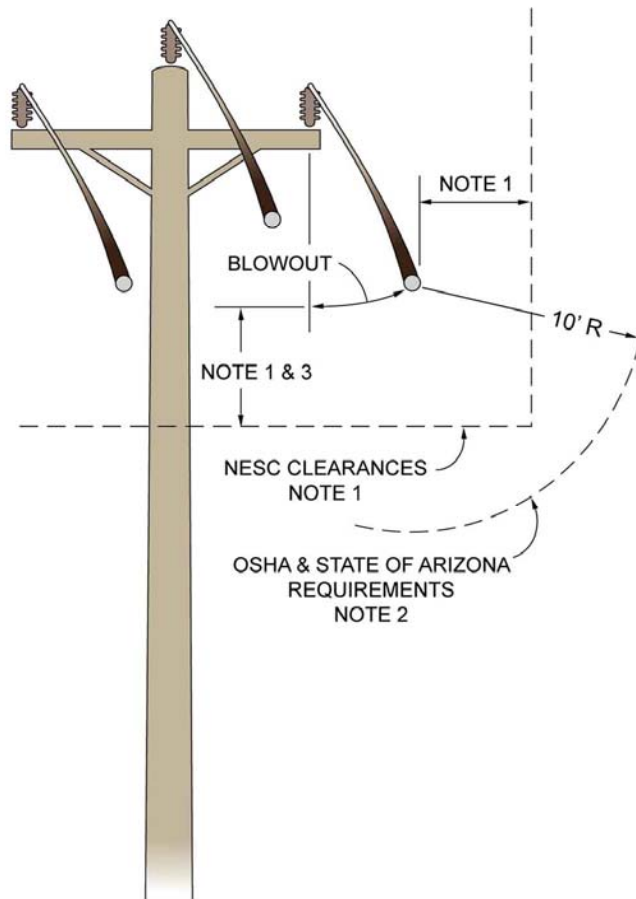 NOTE 1
BLOWOUT
10' R
NOTE 1 & 3
NESC CLEARANCES
NOTE 1
OSHA & STATE OF ARIZONA
REQUIREMENTS
NOTE 2